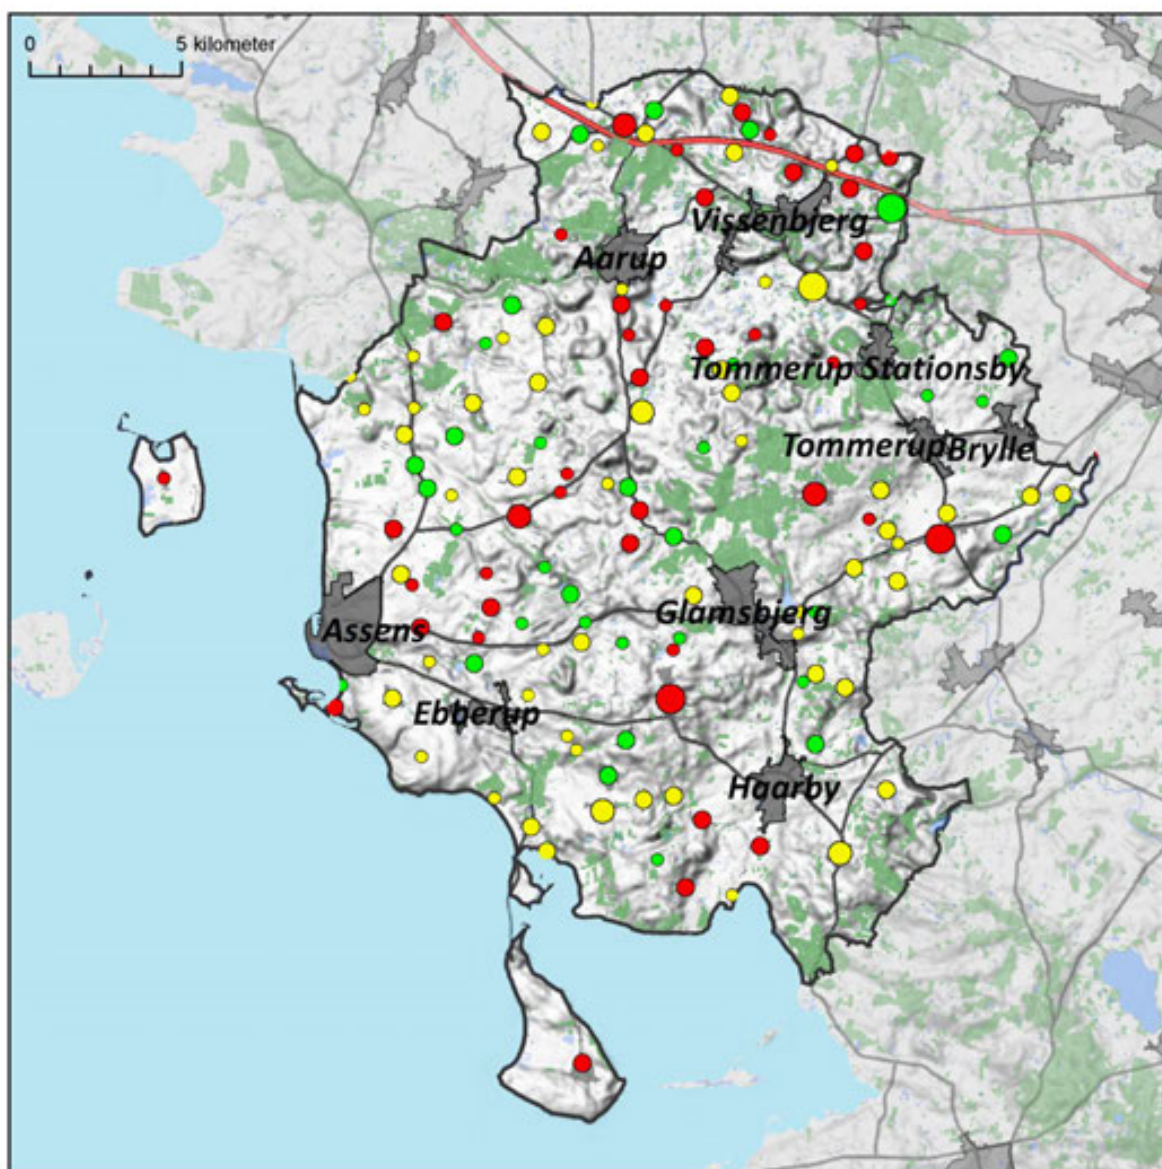 0 5 kilometer
Vissenbjerg
Aarup
Tommerup Stationsby
Tommerup Brylle
Glamsbjerg
Assens
Ebberup
Haarby